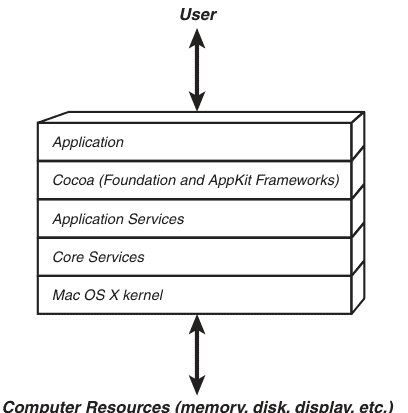 User
Application
Cocoa (Foundation and AppKit Frameworks)
Application Services
Core Services
Mac OS X kernel
Computer Resources (memory, disk, display, etc.)